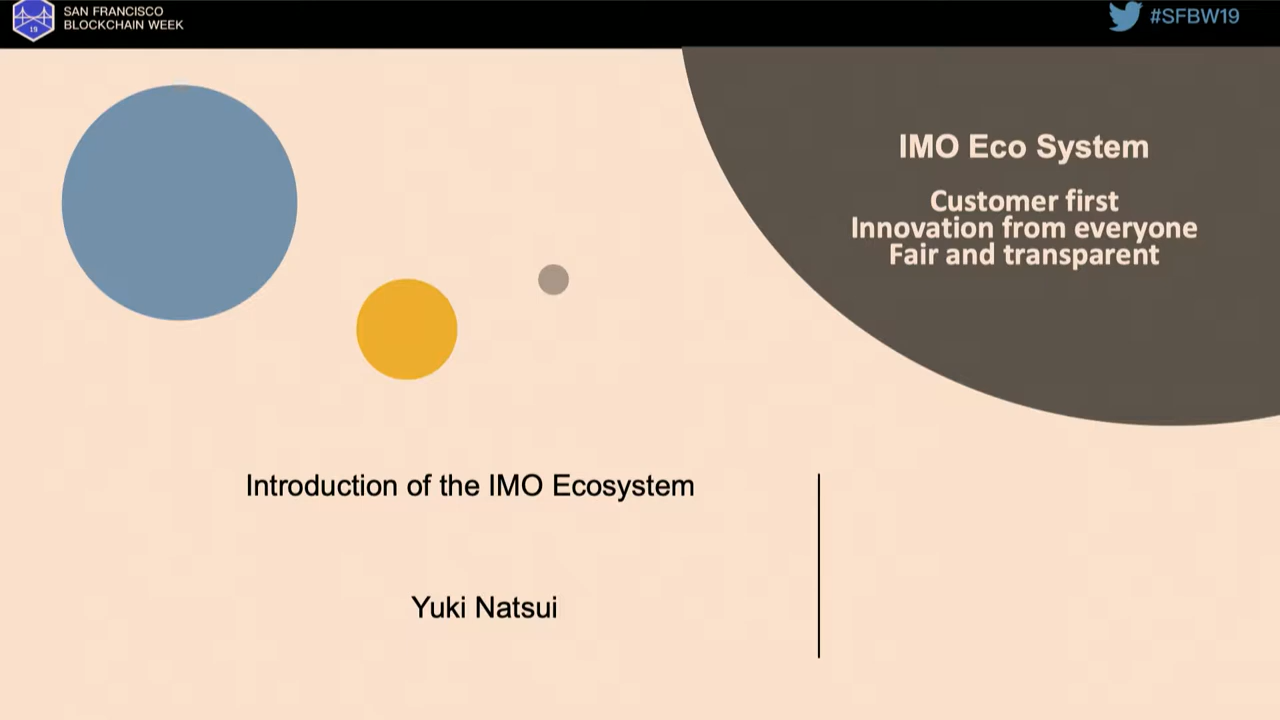 SAN FRANCISCO
BLOCKCHAIN WEEK
19
#SFBW19
IMO Eco System
Customer first
Innovation from everyone
Fair and transparent
Introduction of the IMO Ecosystem
Yuki Natsui